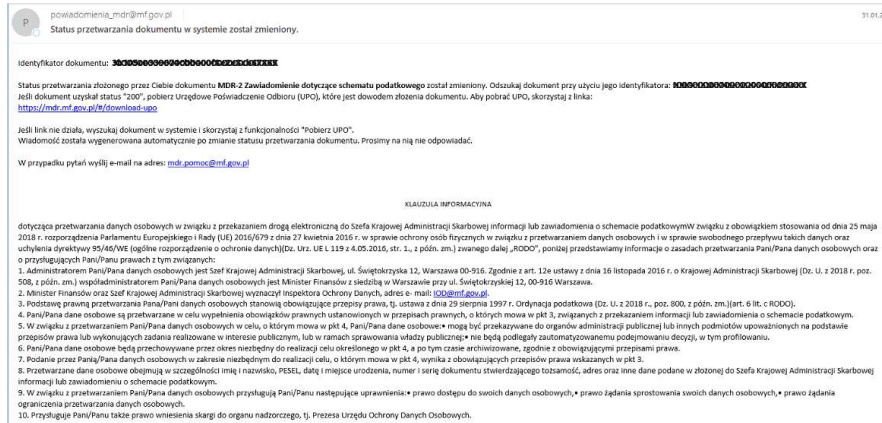 P
powiadomienia_mdr@mf.gov.pl
31.01.2
Status przetwarzania dokumentu w systemie został zmieniony.
Identyfikator dokumentu:
Status przetwarzania złożonego przez Ciebie dokumentu MDR-2 Zawiadomienie dotyczące schematu podatkowego został zmieniony. Odszukaj dokument przy użyciu jego identyfikatora:
Jeśli dokument uzyskał status "200", pobierz Urzędowe Poświadczenie Odbioru (UPO), które jest dowodem złożenia dokumentu. Aby pobrać UPO, skorzystaj z linka:
https://mdr.mf.gov.pl/#/download-upo
Jeśli link nie działa, wyszukaj dokument w systemie i skorzystaj z funkcjonalności "Pobierz UPO".
Wiadomość została wygenerowana automatycznie po zmianie statusu przetwarzania dokumentu. Prosimy na nią nie odpowiadać.
W przypadku pytań wyślij e-mail na adres: mdr.pomoc@mf.gov.pl
KLAUZULA INFORMACYJNA
dotycząca przetwarzania danych osobowych w związku z przekazaniem drogą elektroniczną do Szefa Krajowej Administracji Skarbowej informacji lub zawiadomienia o schemacie podatkowymW związku z obowiązkiem stosowania od dnia 25 maja
2018 r. rozporządzenia Parlamentu Europejskiego i Rady (UE) 2016/679 z dnia 27 kwietnia 2016 r. w sprawie ochrony osób fizycznych w związku z przetwarzaniem danych osobowych i w sprawie swobodnego przepływu takich danych oraz
uchylenia dyrektywy 95/46/WE (ogólne rozporządzenie o ochronie danych)(Dz. Urz. UE L 119 z 4.05.2016, str. 1., z późn. zm.) zwanego dalej „RODO", poniżej przedstawiamy informacje o zasadach przetwarzania Pani/Pana danych osobowych oraz
o przysługujących Pani/Panu prawach z tym związanych:
1. Administratorem Pani/Pana danych osobowych jest Szef Krajowej Administracji Skarbowej, ul. Świętokrzyska 12, Warszawa 00-916. Zgodnie z art. 12e ustawy z dnia 16 listopada 2016 r. o Krajowej Administracji Skarbowej (Dz. U. z 2018 r. poz.
508, z późn. zm.) współadministratorem Pana danych osobowych jest Minister Finansów z siedzibą w Warszawie przy ul. Świętokrzyskiej 12, 00-916 Warszawa.
2. Minister Finansów oraz Szef Krajowej Administracji Skarbowej wyznaczył Inspektora Ochrony Danych, adres e- mail: IOD@mf.gov.pl.
3. Podstawę prawną przetwarzania Pana/Pani danych osobowych stanowią obowiązujące przepisy prawa, tj. ustawa z dnia 29 sierpnia 1997 r. Ordynacja podatkowa (Dz. U. z 2018 r., poz. 800, z późn. zm.)(art. 6 lit. c RODO).
4. Pani/Pana dane osobowe są przetwarzane w celu wypełnienia obowiązków prawnych ustanowionych w przepisach prawnych, o których mowa w pkt 3, związanych z przekazaniem informacji lub zawiadomienia o schemacie podatkowym.
5. W związku z przetwarzaniem Pani/Pana danych osobowych w celu, o którym mowa w pkt 4, Pani/Pana dane osobowe:• mogą być przekazywane do organów administracji publicznej lub innych podmiotów upoważnionych na podstawie
przepisów prawa lub wykonujących zadania realizowane w interesie publicznym, lub w ramach sprawowania władzy publicznej;• nie będą podlegały zautomatyzowanemu podejmowaniu decyzji, w tym profilowaniu.
6. Pani/Pana dane osobowe będą przechowywane przez okres niezbędny do realizacji celu określonego w pkt 4, a po tym czasie archiwizowane, zgodnie z obowiązującymi przepisami prawa.
7. Podanie przez Panią/Pana danych osobowych w zakresie niezbędnym do realizacji celu, o którym mowa w pkt 4, wynika z obowiązujących przepisów prawa wskazanych w pkt 3.
8. Przetwarzane dane osobowe obejmują w szczególności imię i nazwisko, PESEL, datę i miejsce urodzenia, numer i serię dokumentu stwierdzającego tożsamość, adres oraz inne dane podane w złożonej do Szefa Krajowej Administracji Skarbowej
informacji lub zawiadomieniu o schemacie podatkowym.
9. W związku z przetwarzaniem Pani/Pana danych osobowych przysługują Pani/Panu następujące uprawnienia:• prawo dostępu do swoich danych osobowych,• prawo żądania sprostowania swoich danych osobowych,• prawo żądania
ograniczenia przetwarzania danych osobowych.
10. Przysługuje Pani/Panu także prawo wniesienia skargi do organu nadzorczego, tj. Prezesa Urzędu Ochrony Danych Osobowych.